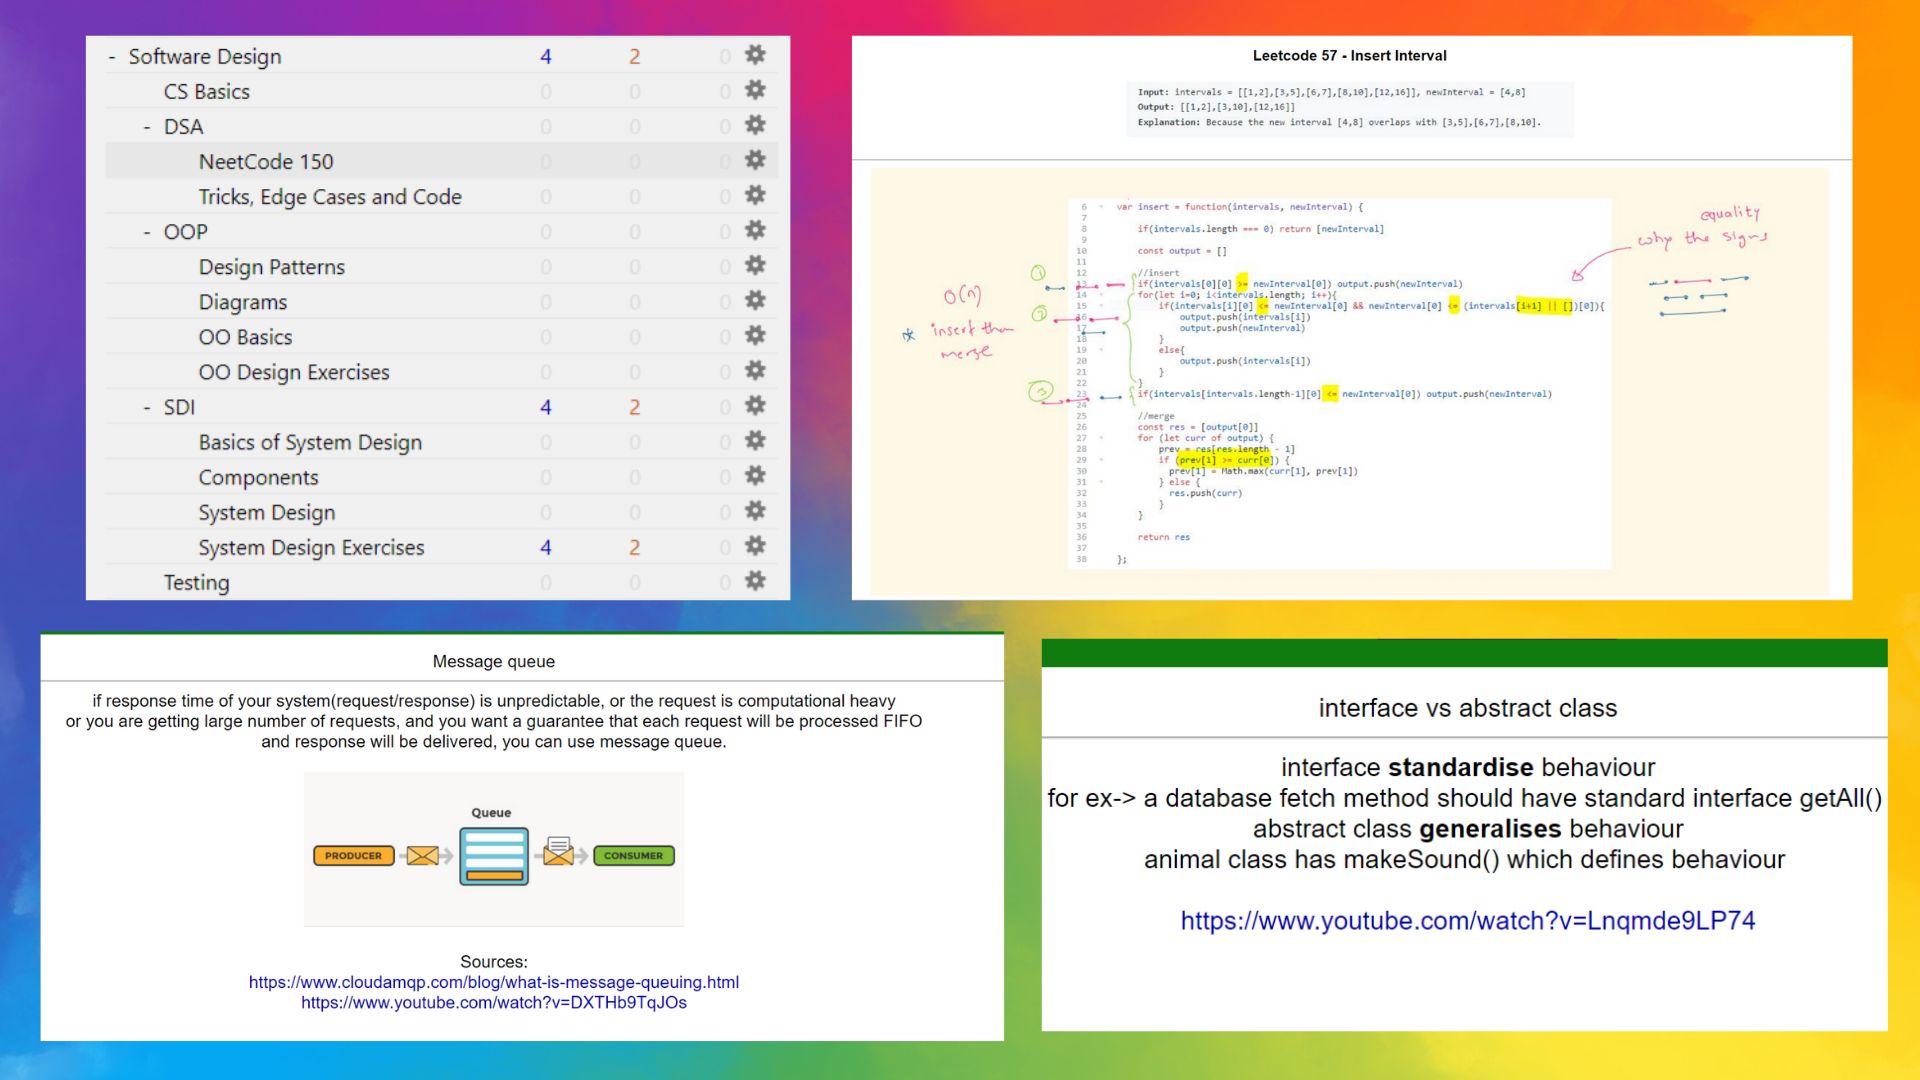 - Software Design 4 2 0
CS Basics 0 0 0
- DSA 0 0 0
NeetCode 150 0 0 0
Tricks, Edge Cases and Code 0 0 0
- OOP 0 0 0
Design Patterns 0 0 0
Diagrams 0 0 0
OO Basics 0 0 0
OO Design Exercises 0 0 0
- SDI 4 2 0
Basics of System Design 0 0 0
Components 0 0 0
System Design 0 0 0
System Design Exercises 4 2 0
Testing 0 0 0
Leetcode 57 - Insert Interval
Input: intervals = [[1,2],[3,5],[6,7],[8,10],[12,16]], newInterval = [4,8]
Output: [[1,2],[3,10],[12,16]]
Explanation: Because the new interval [4,8] overlaps with [3,5],[6,7],[8,10].
O(n)
* insert then
merge
1
2
3
equality
why the signs
6 var insert = function(intervals, newInterval) {
7
8 if(intervals.length === 0) return [newInterval]
9
10 const output = []
11
12 //insert
13 if(intervals[0][0] >= newInterval[0]) output.push(newInterval)
14 for(let i=0; i<intervals.length; i++){
15 if(intervals[i][0] <= newInterval[0] && newInterval[0] <= (intervals[i+1] || [])[0]){
16 output.push(intervals[i])
17 output.push(newInterval)
18 }
19 else{
20 output.push(intervals[i])
21 }
22 }
23 if(intervals[intervals.length-1][0] <= newInterval[0]) output.push(newInterval)
24
25 //merge
26 const res = [output[0]]
27 for (let curr of output) {
28 prev = res[res.length - 1]
29 if (prev[1] >= curr[0]) {
30 prev[1] = Math.max(curr[1], prev[1])
31 } else {
32 res.push(curr)
33 }
34 }
35
36 return res
37
38 };
Message queue
if response time of your system(request/response) is unpredictable, or the request is computational heavy
or you are getting large number of requests, and you want a guarantee that each request will be processed FIFO
and response will be delivered, you can use message queue.
Queue
PRODUCER
CONSUMER
Sources:
https://www.cloudamqp.com/blog/what-is-message-queuing.html
https://www.youtube.com/watch?v=DXTHb9TqJOs
interface vs abstract class
interface standardise behaviour
for ex-> a database fetch method should have standard interface getAll()
abstract class generalises behaviour
animal class has makeSound() which defines behaviour
https://www.youtube.com/watch?v=Lnqmde9LP74